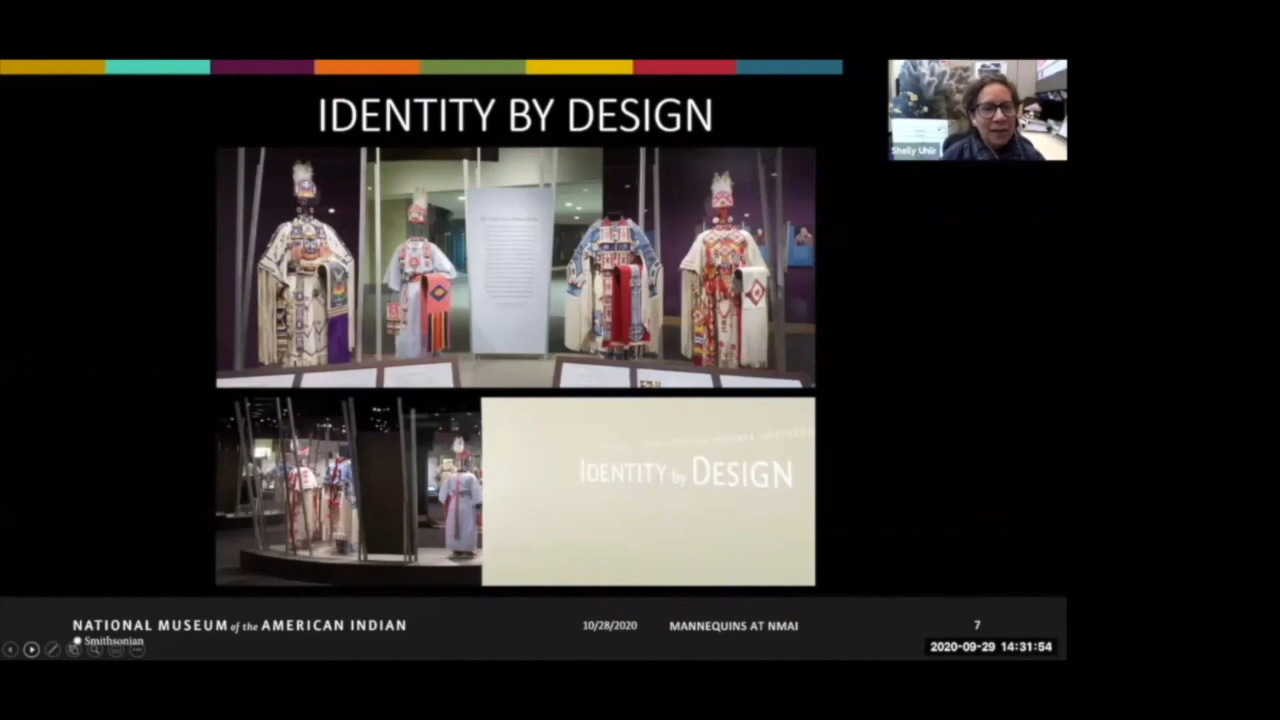 IDENTITY BY DESIGN
Shelly Uhlir
IDENTITY by DESIGN
NATIONAL MUSEUM of the AMERICAN INDIAN
Smithsonian
10/28/2020
MANNEQUINS AT NMAI
7
2020-09-29 14:31:54